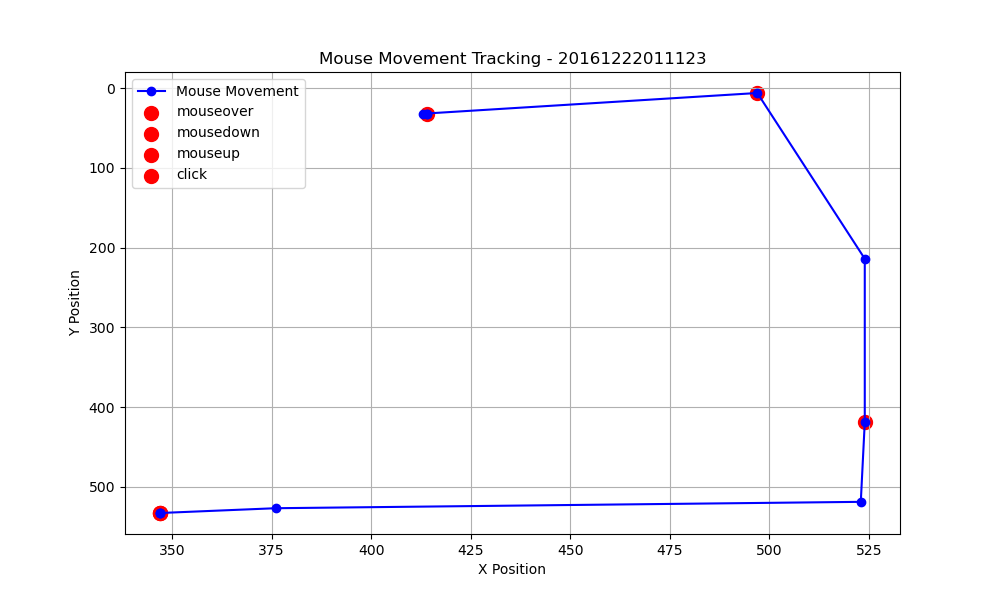 Mouse Movement Tracking - 20161222011123
Mouse Movement
mouseover
mousedown
mouseup
click
0
100
200
300
400
500
Y Position
350 375 400 425 450 475 500 525
X Position